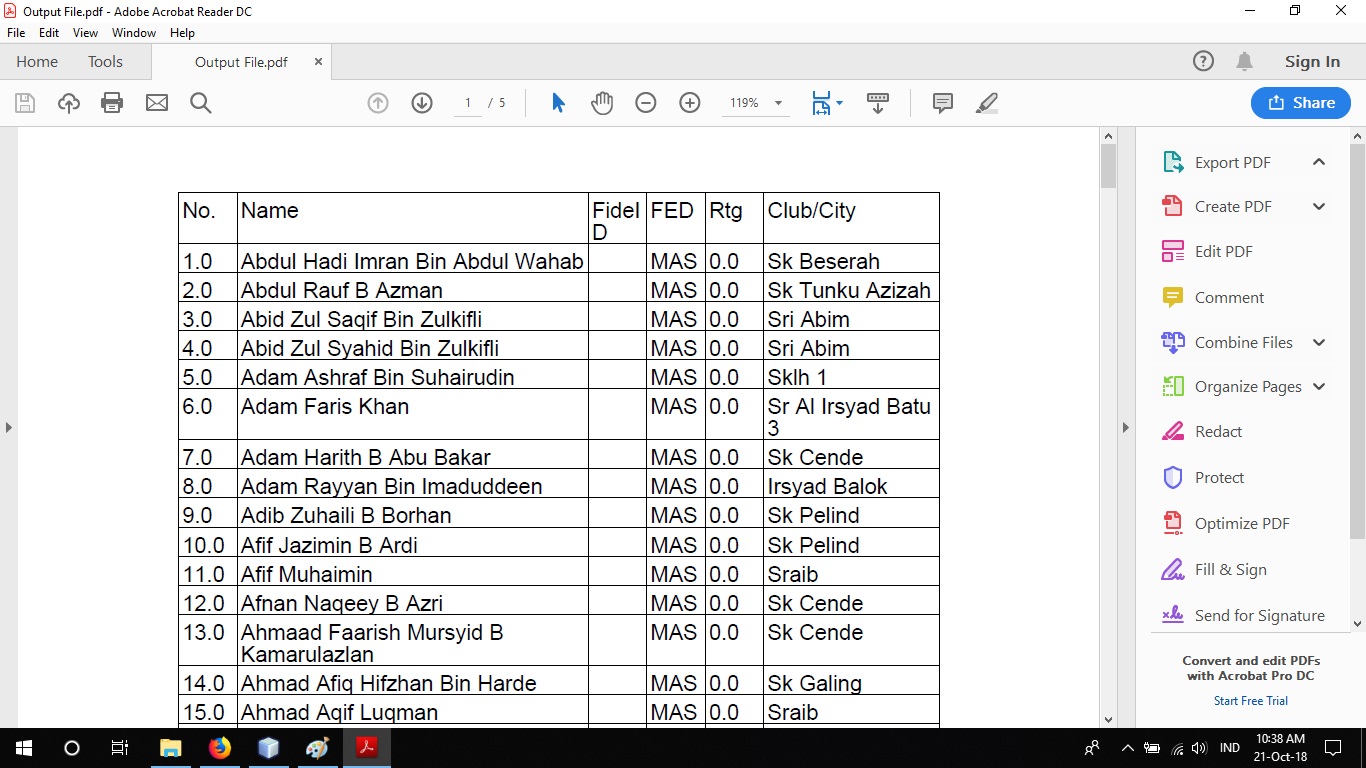 Output File.pdf - Adobe Acrobat Reader DC
File Edit View Window Help
Home Tools Output File.pdf × ? Sign In
1 / 5 119% Share
No. Name Fidel FED Rtg Club/City
D
1.0 Abdul Hadi Imran Bin Abdul Wahab MAS 0.0 Sk Beserah
2.0 Abdul Rauf B Azman MAS 0.0 Sk Tunku Azizah
3.0 Abid Zul Saqif Bin Zulkifli MAS 0.0 Sri Abim
4.0 Abid Zul Syahid Bin Zulkifli MAS 0.0 Sri Abim
5.0 Adam Ashraf Bin Suhairudin MAS 0.0 Sklh 1
6.0 Adam Faris Khan MAS 0.0 Sr Al Irsyad Batu
3
7.0 Adam Harith B Abu Bakar MAS 0.0 Sk Cende
8.0 Adam Rayyan Bin Imaduddeen MAS 0.0 Irsyad Balok
9.0 Adib Zuhaili B Borhan MAS 0.0 Sk Pelind
10.0 Afif Jazimin B Ardi MAS 0.0 Sk Pelind
11.0 Afif Muhaimin MAS 0.0 Sraib
12.0 Afnan Naqeey B Azri MAS 0.0 Sk Cende
13.0 Ahmaad Faarish Mursyid B MAS 0.0 Sk Cende
Kamarulazlan
14.0 Ahmad Afiq Hifzhan Bin Harde MAS 0.0 Sk Galing
15.0 Ahmad Aqif Luqman MAS 0.0 Sraib
Export PDF
Create PDF
Edit PDF
Comment
Combine Files
Organize Pages
Redact
Protect
Optimize PDF
Fill & Sign
Send for Signature
Convert and edit PDFs
with Acrobat Pro DC
Start Free Trial
IND 10:38 AM
21-Oct-18